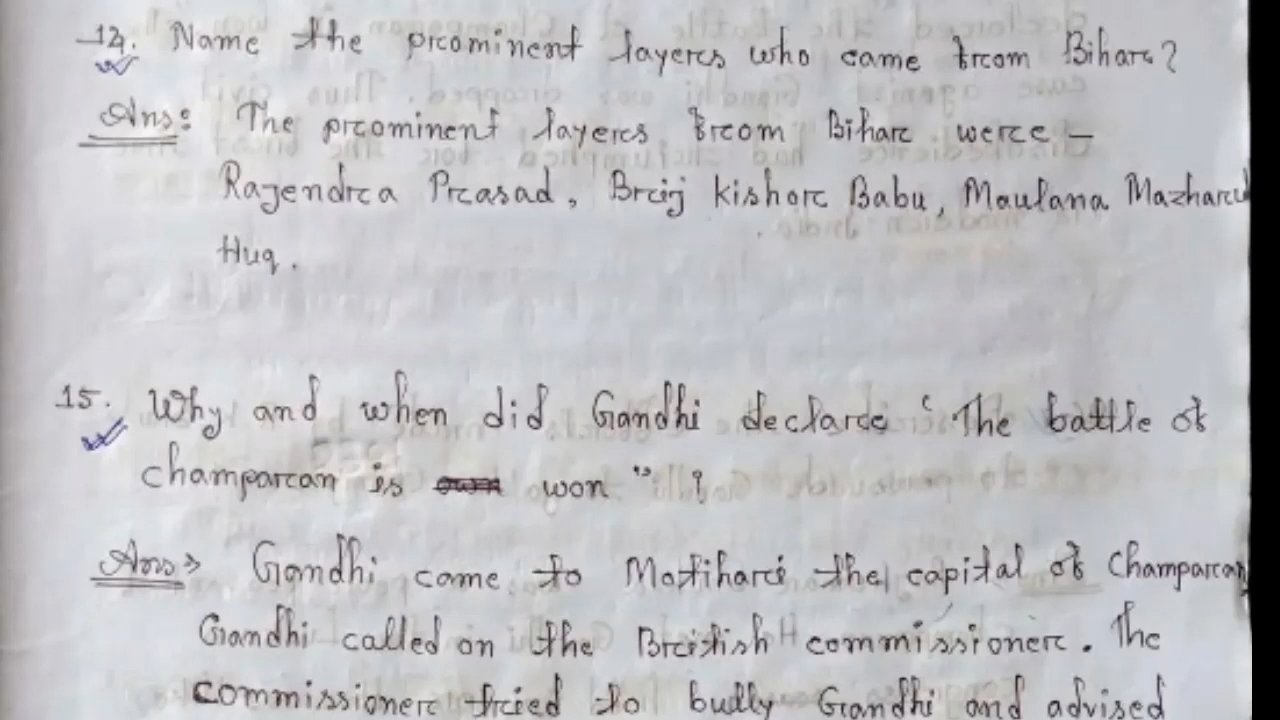 14. Name the prominent layers who came from Bihar?
Ans: The prominent layers from Bihar were –
Rajendra Prasad, Braij kishor Babu, Maulana Mazharul
Huq.
15. Why and when did Gandhi declare ‘The battle of
champaran is won" ?
Ans:> Gandhi came to Motihari the capital of Champaran
Gandhi called on the British commissioner. The
commissioner tried to bully Gandhi and advised